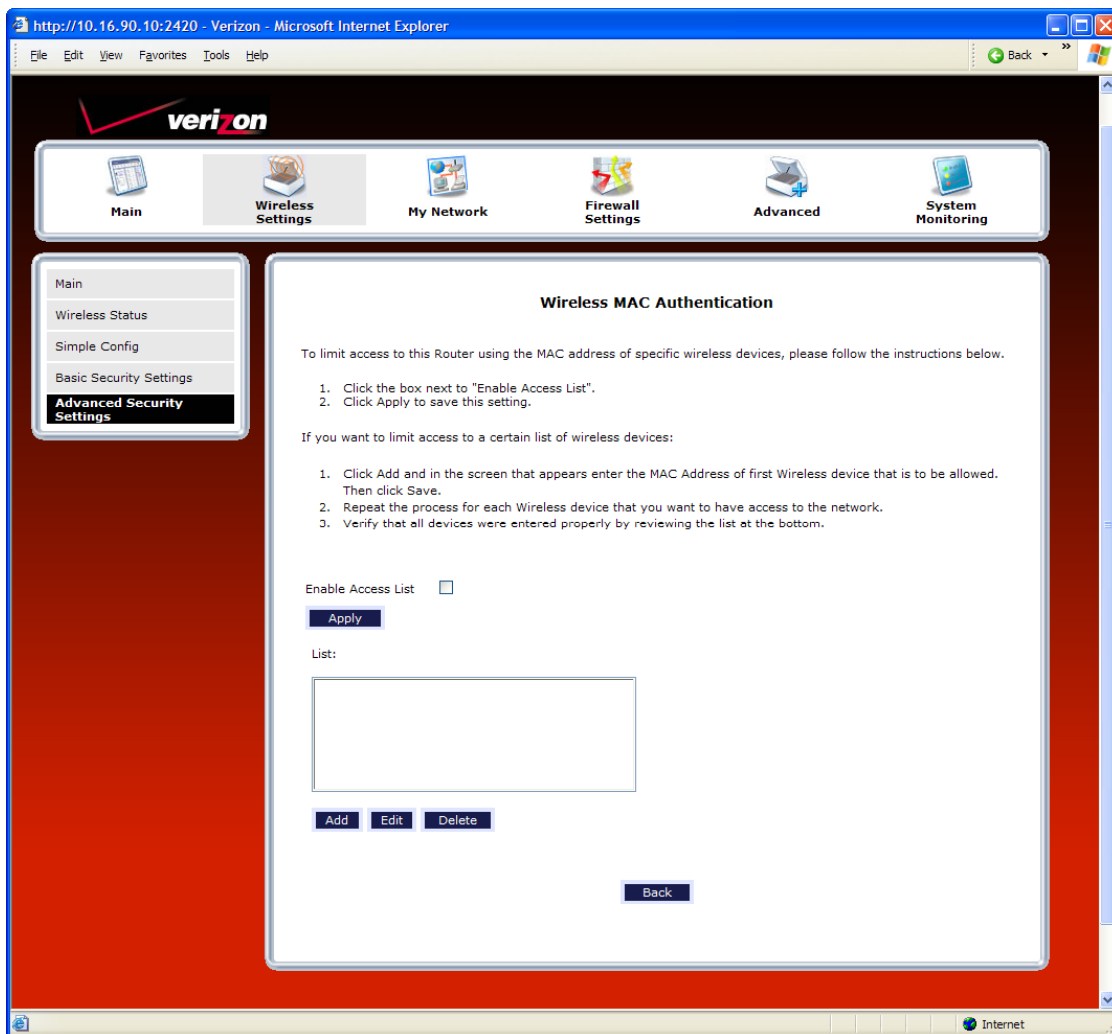 http://10.16.90.10:2420 - Verizon - Microsoft Internet Explorer
File Edit View Favorites Tools Help
Back
»
verizon
Main
Wireless
Settings
My Network
Firewall
Settings
Advanced
System
Monitoring
Main
Wireless Status
Simple Config
Basic Security Settings
Advanced Security
Settings
Wireless MAC Authentication
To limit access to this Router using the MAC address of specific wireless devices, please follow the instructions below.
1. Click the box next to "Enable Access List".
2. Click Apply to save this setting.
If you want to limit access to a certain list of wireless devices:
1. Click Add and in the screen that appears enter the MAC Address of first Wireless device that is to be allowed.
Then click Save.
2. Repeat the process for each Wireless device that you want to have access to the network.
3. Verify that all devices were entered properly by reviewing the list at the bottom.
Enable Access List
Apply
List:
Add Edit Delete
Back
Internet